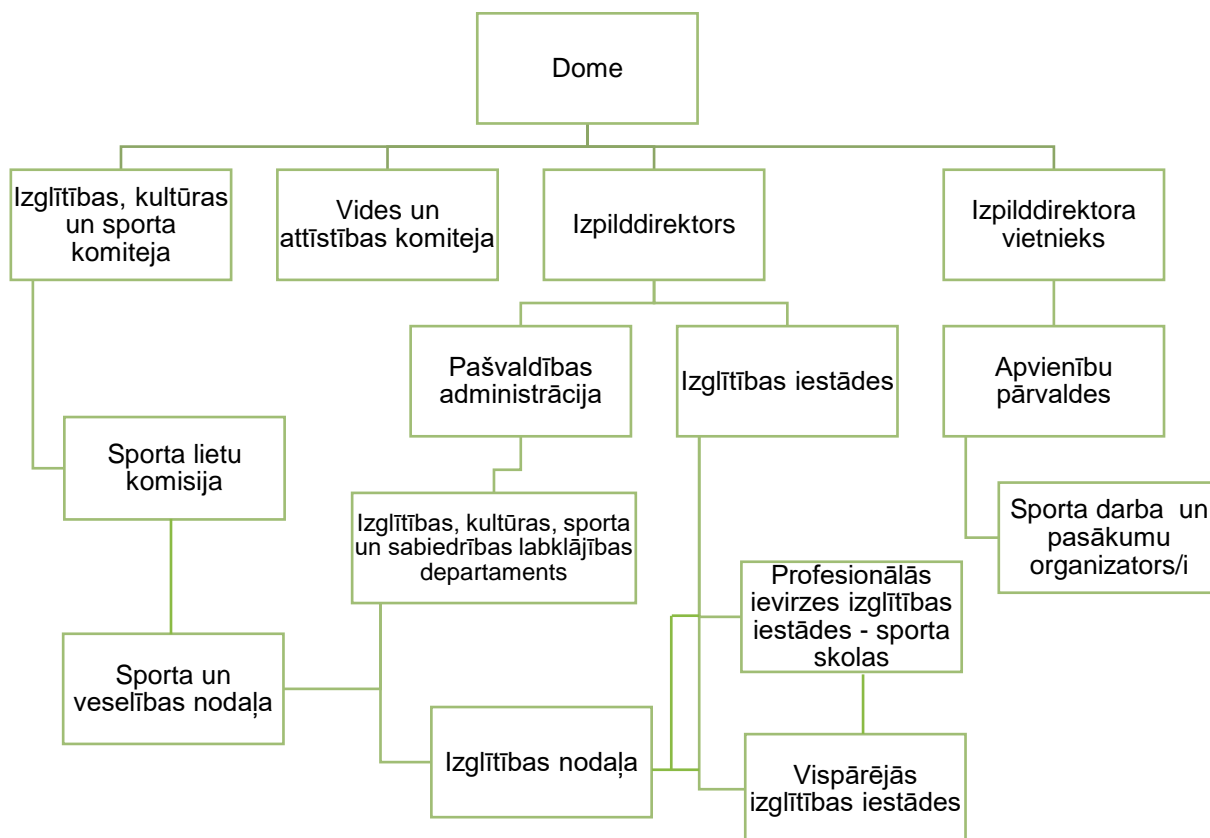 Dome
Izglītības, kultūras
un sporta
komiteja
Vides un
attīstības komiteja
Izpilddirektors
Izpilddirektora
vietnieks
Pašvaldības
administrācija
Izglītības iestādes
Apvienību
pārvaldes
Sporta lietu
komisija
Izglītības, kultūras, sporta
un sabiedrības labklājības
departaments
Sporta darba un
pasākumu
organizators/i
Profesionālās
ievirzes izglītības
iestādes - sporta
skolas
Sporta un
veselības nodaļa
Izglītības nodaļa
Vispārējās
izglītības iestādes